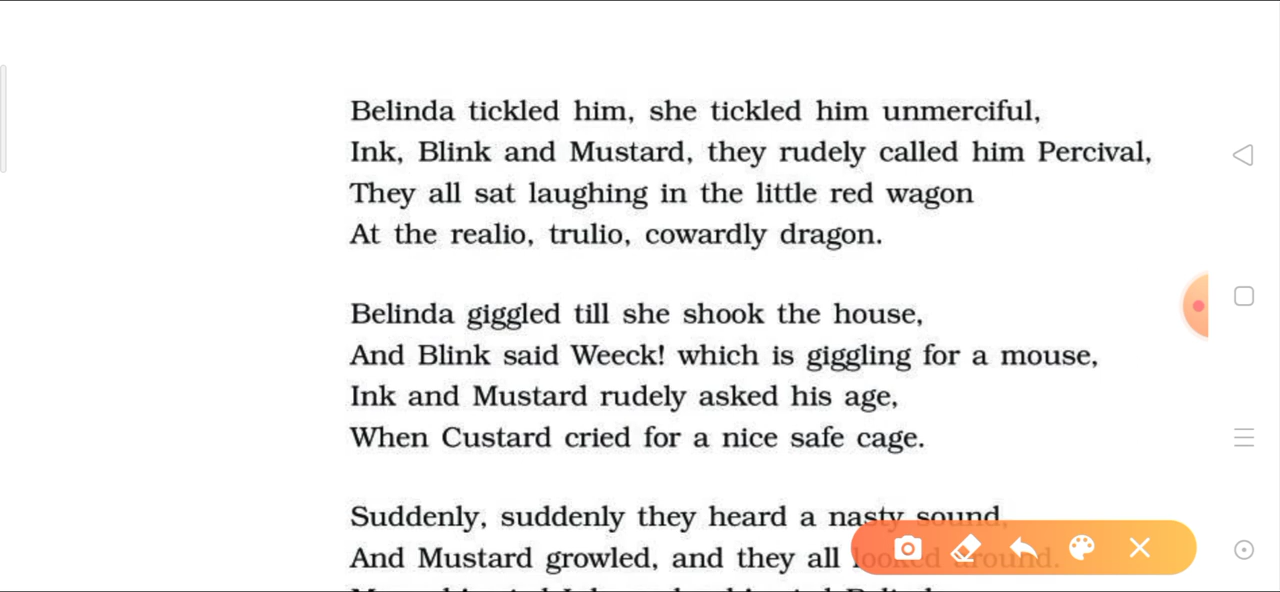 Belinda tickled him, she tickled him unmerciful,
Ink, Blink and Mustard, they rudely called him Percival,
They all sat laughing in the little red wagon
At the realio, trulio, cowardly dragon.
Belinda giggled till she shook the house,
And Blink said Weeck! which is giggling for a mouse,
Ink and Mustard rudely asked his age,
When Custard cried for a nice safe cage.
Suddenly, suddenly they heard a nasty sound,
And Mustard growled, and they all looked around.